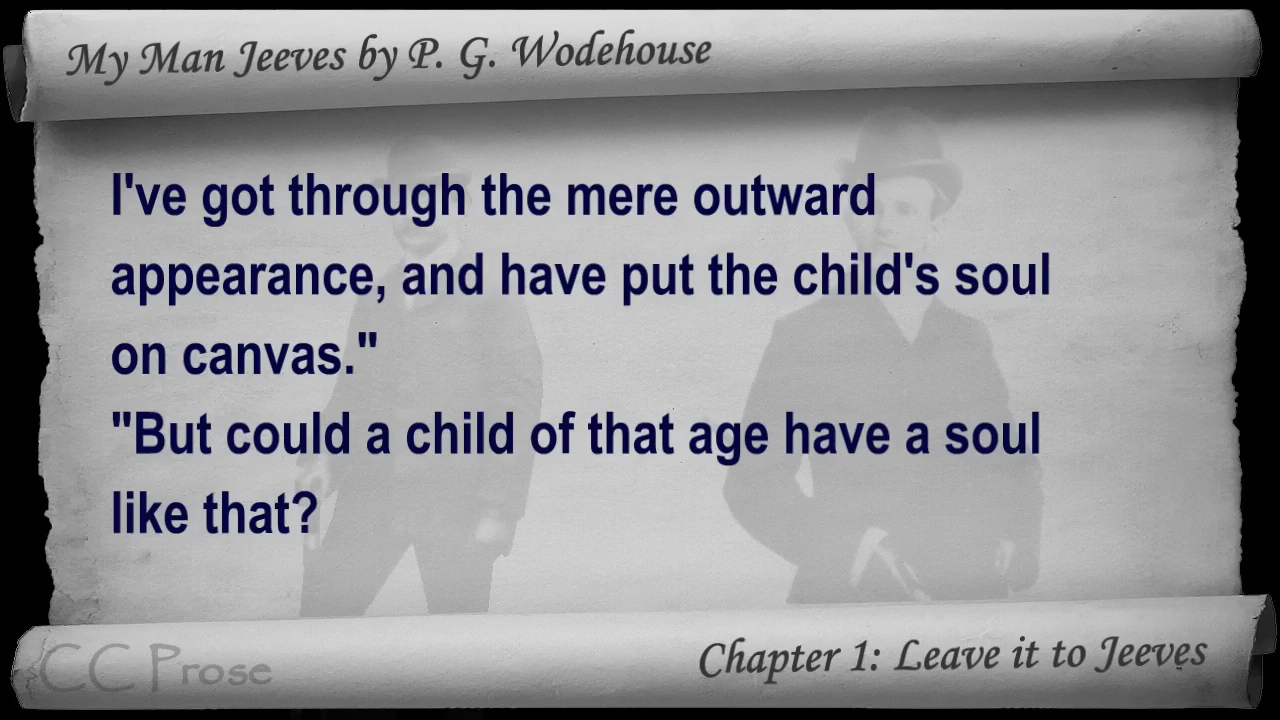 My Man Jeeves by P. G. Wodehouse
I've got through the mere outward
appearance, and have put the child's soul
on canvas."
"But could a child of that age have a soul
like that?
CC Prose
Chapter 1: Leave it to Jeeves